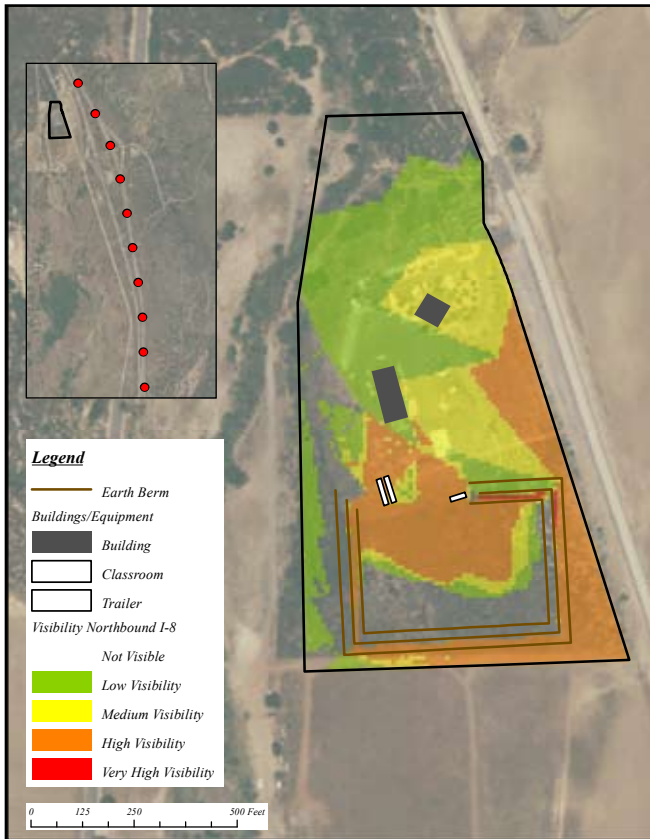 Legend
Earth Berm
Buildings/Equipment
Building
Classroom
Trailer
Visibility Northbound I-8
Not Visible
Low Visibility
Medium Visibility
High Visibility
Very High Visibility
0 125 250 500 Feet